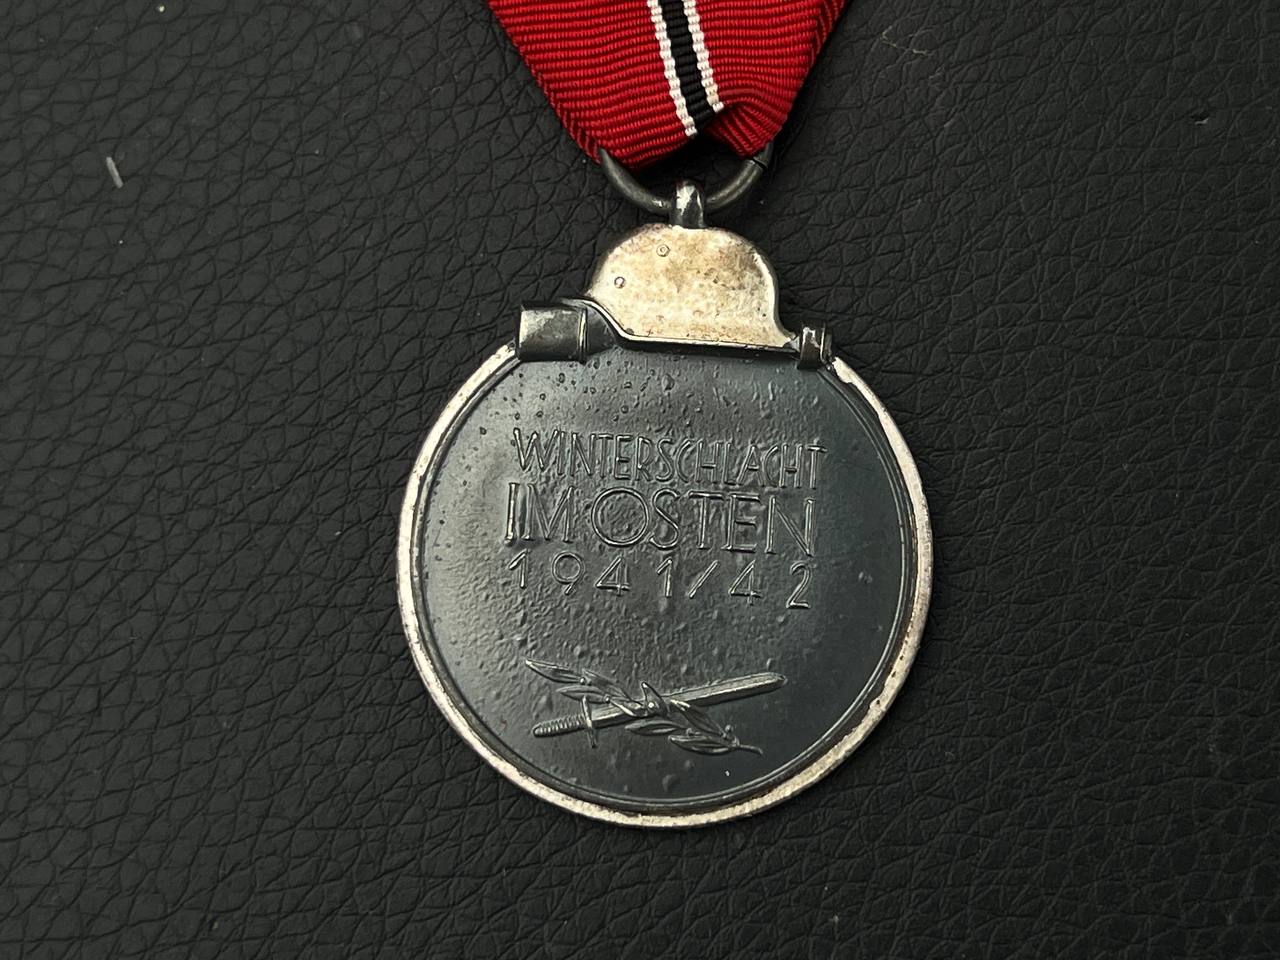 WINTERSCHLACHT
IM OSTEN
1941/42